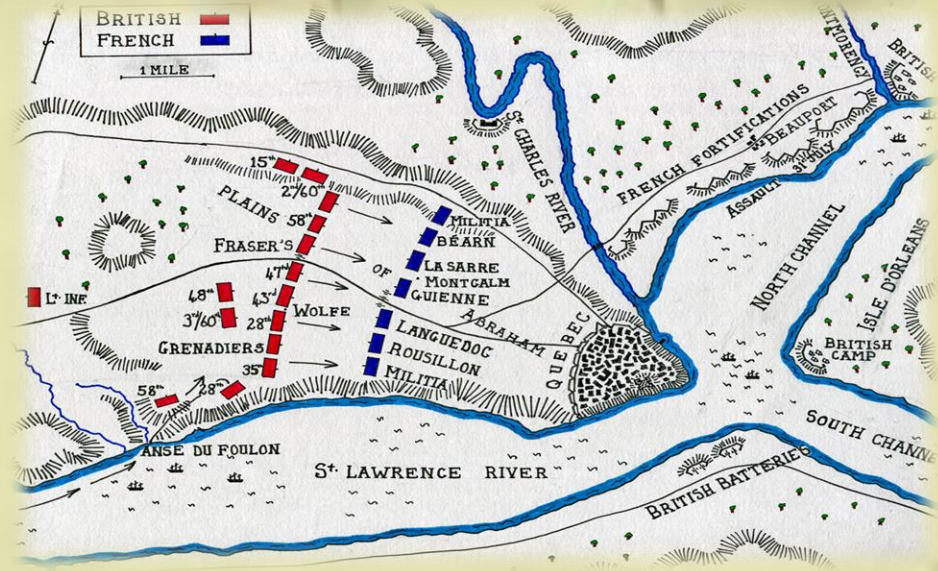 BRITISH
FRENCH
1 MILE
S
MONTMORENCY
BRITISH
St CHARLES RIVER
FRENCH FORTIFICATIONS
BEAUPORT
ASSAULT 31st JULY
NORTH CHANNEL
ISLE D'ORLEANS
BRITISH CAMP
SOUTH CHANNE
15th
2nd/60th
PLAINS
58th
FRASER'S
47th
OF
MILITIA
BÉARN
LA SARRE
MONTGALM
GUIENNE
Lt INF.
48th
43rd
3rd/60th
28th
WOLFE
GRENADIERS
35th
ABRAHAM
LANGUEDOC
ROUSILLON
MILITIA
QUEBEC
58th
28th
ANSE DU FOULON
St. LAWRENCE RIVER
BRITISH BATTERIES